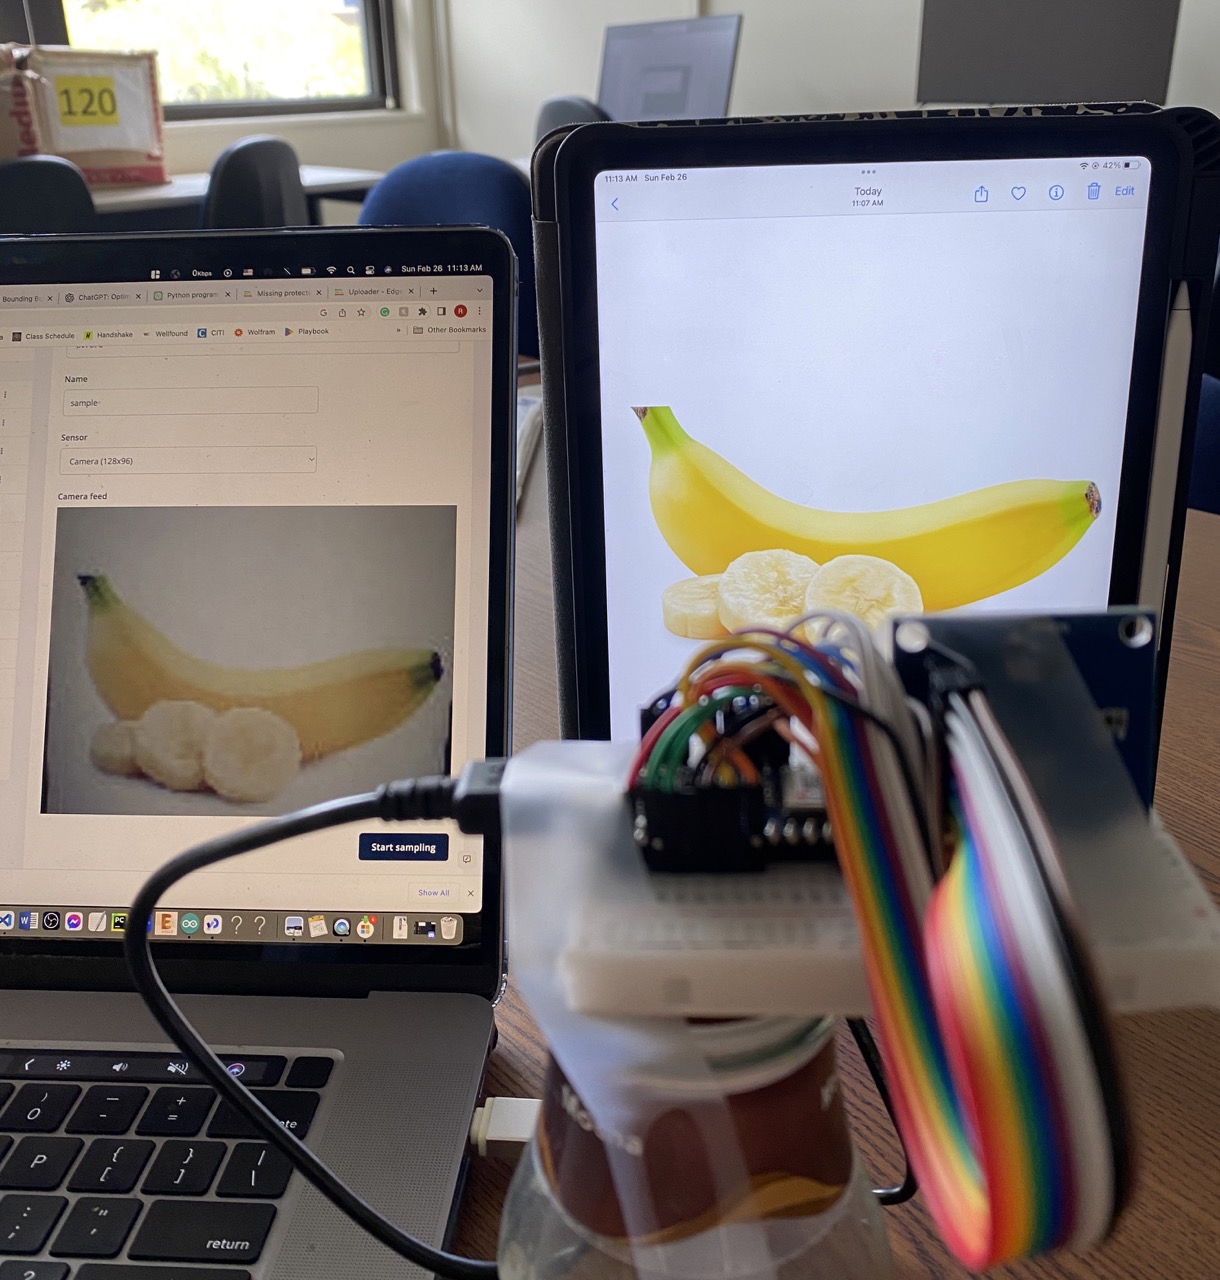 120
11:13 AM Sun Feb 26
42%
Today
11:07 AM
Edit
0Kbps
Sun Feb 26 11:13 AM
Bounding B
ChatGPT: Optim
Python program
Missing protecti
Uploader - Edge
Class Schedule
Handshake
Wellfound
CITI
Wolfram
Playbook
»
Other Bookmarks
Name
sample
Sensor
Camera (128x96)
Camera feed
Start sampling
Show All
P
return